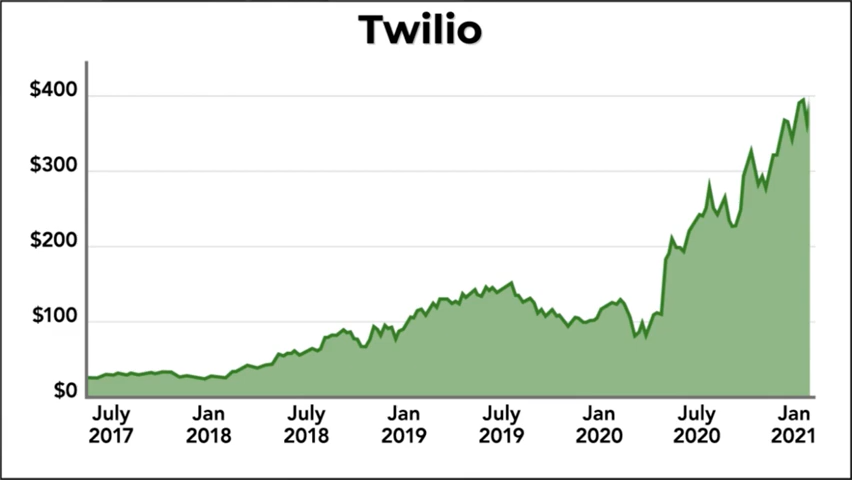 Twilio
$400
$300
$200
$100
$0
July 2017
Jan 2018
July 2018
Jan 2019
July 2019
Jan 2020
July 2020
Jan 2021